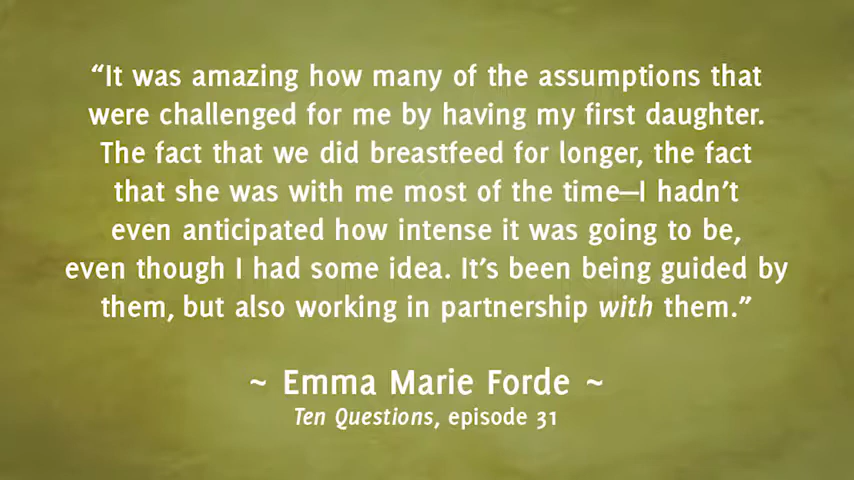 “It was amazing how many of the assumptions that
were challenged for me by having my first daughter.
The fact that we did breastfeed for longer, the fact
that she was with me most of the time—I hadn’t
even anticipated how intense it was going to be,
even though I had some idea. It’s been being guided by
them, but also working in partnership with them.”
~ Emma Marie Forde ~
Ten Questions, episode 31